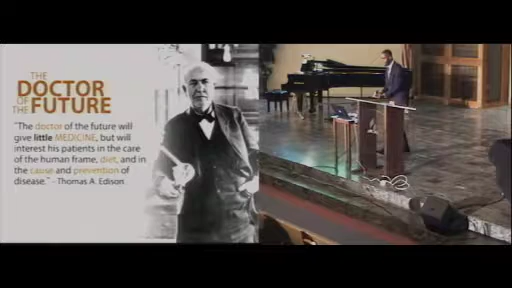 THE
DOCTOR
OF
THE FUTURE
"The doctor of the future will
give little MEDICINE, but will
interest his patients in the care
of the human frame, diet, and in
the cause and prevention of
disease." - Thomas A. Edison